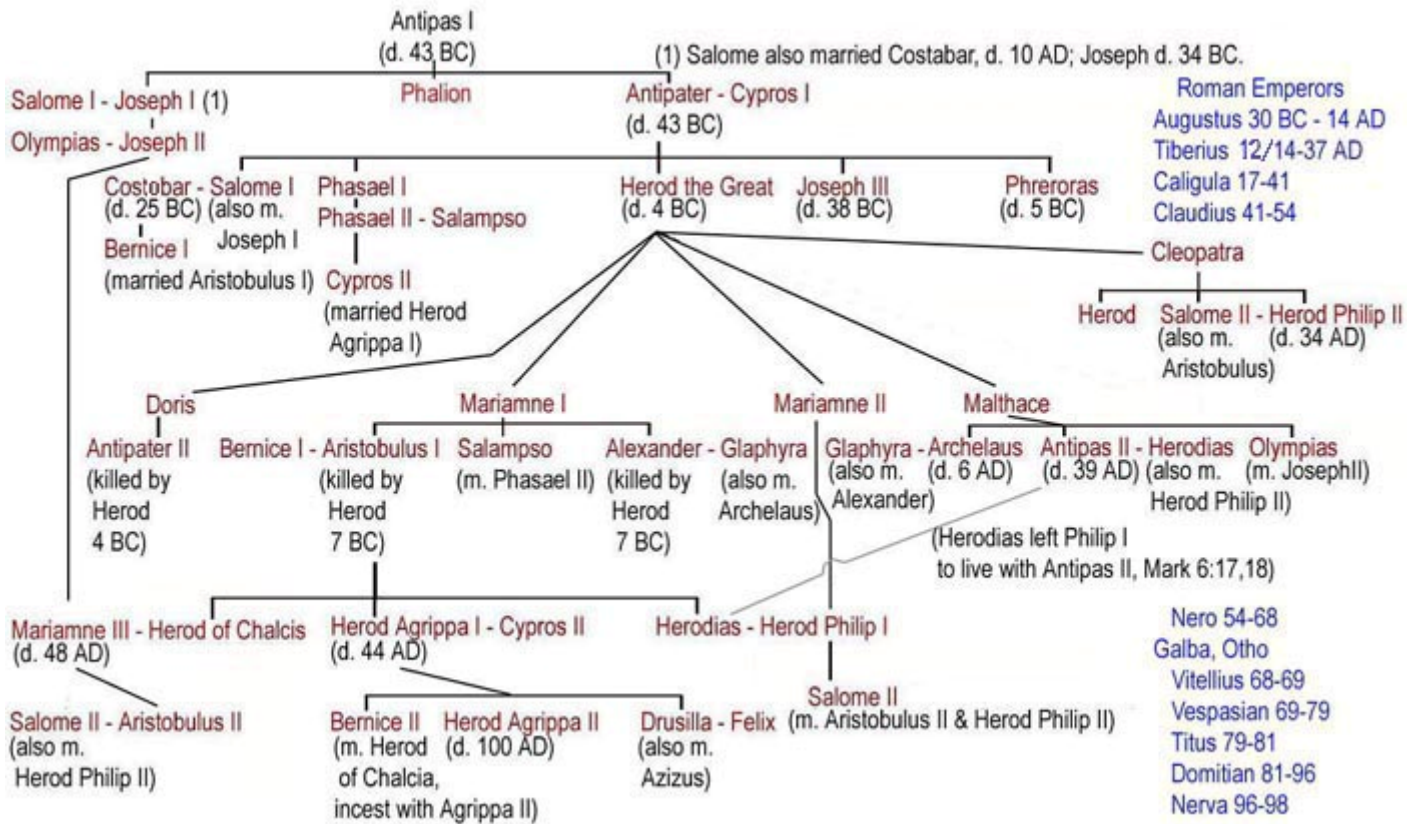 Antipas I
(d. 43 BC)
(1) Salome also married Costabar, d. 10 AD; Joseph d. 34 BC.
Salome I - Joseph I (1)
Phalion
Antipater - Cypros I
(d. 43 BC)
Olympias - Joseph II
Roman Emperors
Augustus 30 BC - 14 AD
Tiberius 12/14-37 AD
Caligula 17-41
Claudius 41-54
Costobar - Salome I
(d. 25 BC) (also m.
Joseph I
Bernice I
(married Aristobulus I)
Phasael I
Phasael II - Salampso
Cypros II
(married Herod
Agrippa I)
Herod the Great
(d. 4 BC)
Joseph III
(d. 38 BC)
Phreroras
(d. 5 BC)
Cleopatra
Herod
Salome II - Herod Philip II
(also m.
Aristobulus)
(d. 34 AD)
Doris
Mariamne I
Mariamne II
Malthace
Antipater II
(killed by
Herod
4 BC)
Bernice I - Aristobulus I
(killed by
Herod
7 BC)
Salampso
(m. Phasael II)
Alexander - Glaphyra
(killed by
Herod
7 BC)
(also m.
Archelaus)
Glaphyra - Archelaus
(also m.
Alexander)
(d. 6 AD)
Antipas II - Herodias
(d. 39 AD)
(also m.
Herod Philip II)
Olympias
(m. JosephII)
(Herodias left Philip I
to live with Antipas II, Mark 6:17,18)
Mariamne III - Herod of Chalcis
(d. 48 AD)
Herod Agrippa I - Cypros II
(d. 44 AD)
Herodias - Herod Philip I
Salome II
(m. Aristobulus II & Herod Philip II)
Salome II - Aristobulus II
(also m.
Herod Philip II)
Bernice II
(m. Herod
of Chalcia,
incest with Agrippa II)
Herod Agrippa II
(d. 100 AD)
Drusilla - Felix
(also m.
Azizus)
Nero 54-68
Galba, Otho
Vitellius 68-69
Vespasian 69-79
Titus 79-81
Domitian 81-96
Nerva 96-98